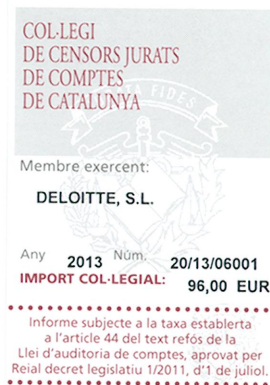 COL·LEGI
DE CENSORS JURATS
DE COMPTES
DE CATALUNYA
Membre exercent:
DELOITTE, S.L.
Any 2013 Núm. 20/13/06001
IMPORT COL·LEGIAL: 96,00 EUR
Informe subjecte a la taxa establerta
a l'article 44 del text refós de la
Llei d'auditoria de comptes, aprovat per
Reial decret legislatiu 1/2011, d'1 de juliol.